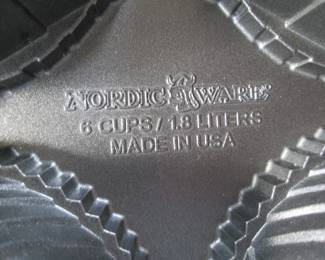 NORDIC WARE®
6 CUPS / 1.8 LITERS
MADE IN USA